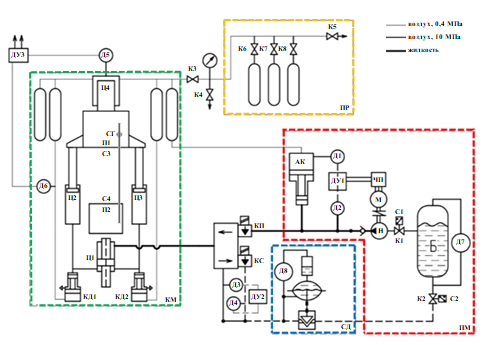 воздух, 0,4 МПа
воздух, 10 МПа
жидкость
ДУ3
Д5
К5
К6
К7
К8
К3
К4
ПР
Ц4
СГ
П1
С3
Д6
Ц2
С4
П2
Ц3
Ц1
КД1
КД2
КМ
АК
Д1
ДУ1
ЧП
М
Д2
КП
Н
С1
К1
Б
Д7
КС
Д3
Д4
ДУ2
Д8
СД
К2
С2
ПМ